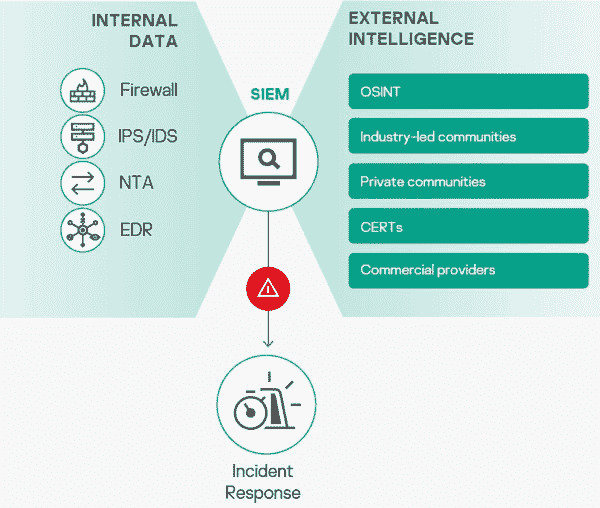 INTERNAL
DATA
Firewall
IPS/IDS
NTA
EDR
SIEM
EXTERNAL
INTELLIGENCE
OSINT
Industry-led communities
Private communities
CERTs
Commercial providers
Incident
Response